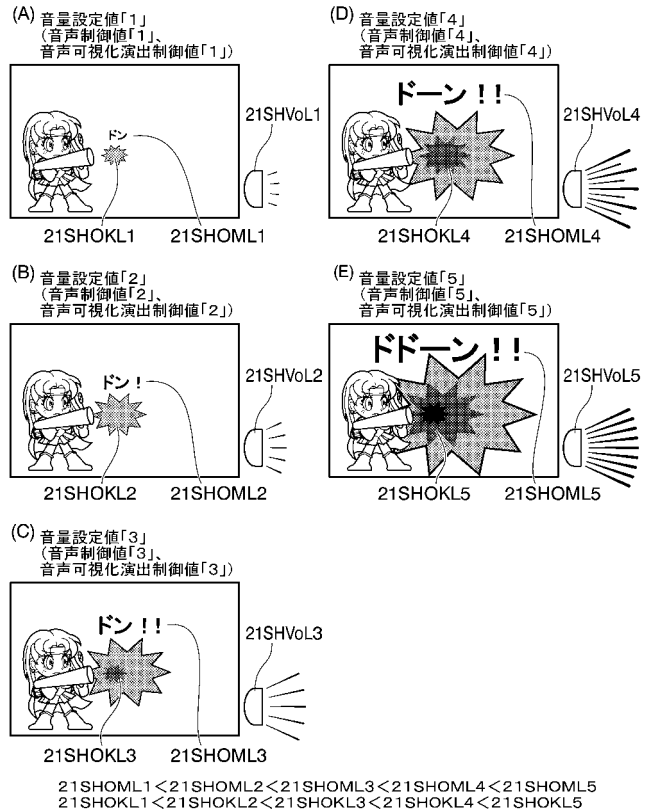 (A) 音量設定値「1」
(音声制御値「1」、
音声可視化演出制御値「1」)
ドン
21SHVoL1
21SHOKL1 21SHOML1
(B) 音量設定値「2」
(音声制御値「2」、
音声可視化演出制御値「2」)
ドン!
21SHVoL2
21SHOKL2 21SHOML2
(C) 音量設定値「3」
(音声制御値「3」、
音声可視化演出制御値「3」)
ドン!!
21SHVoL3
21SHOKL3 21SHOML3
(D) 音量設定値「4」
(音声制御値「4」、
音声可視化演出制御値「4」)
ドーン!!
21SHVoL4
21SHOKL4 21SHOML4
(E) 音量設定値「5」
(音声制御値「5」、
音声可視化演出制御値「5」)
ドドーン!!
21SHVoL5
21SHOKL5 21SHOML5
21SHOML1<21SHOML2<21SHOML3<21SHOML4<21SHOML5
21SHOKL1<21SHOKL2<21SHOKL3<21SHOKL4<21SHOKL5